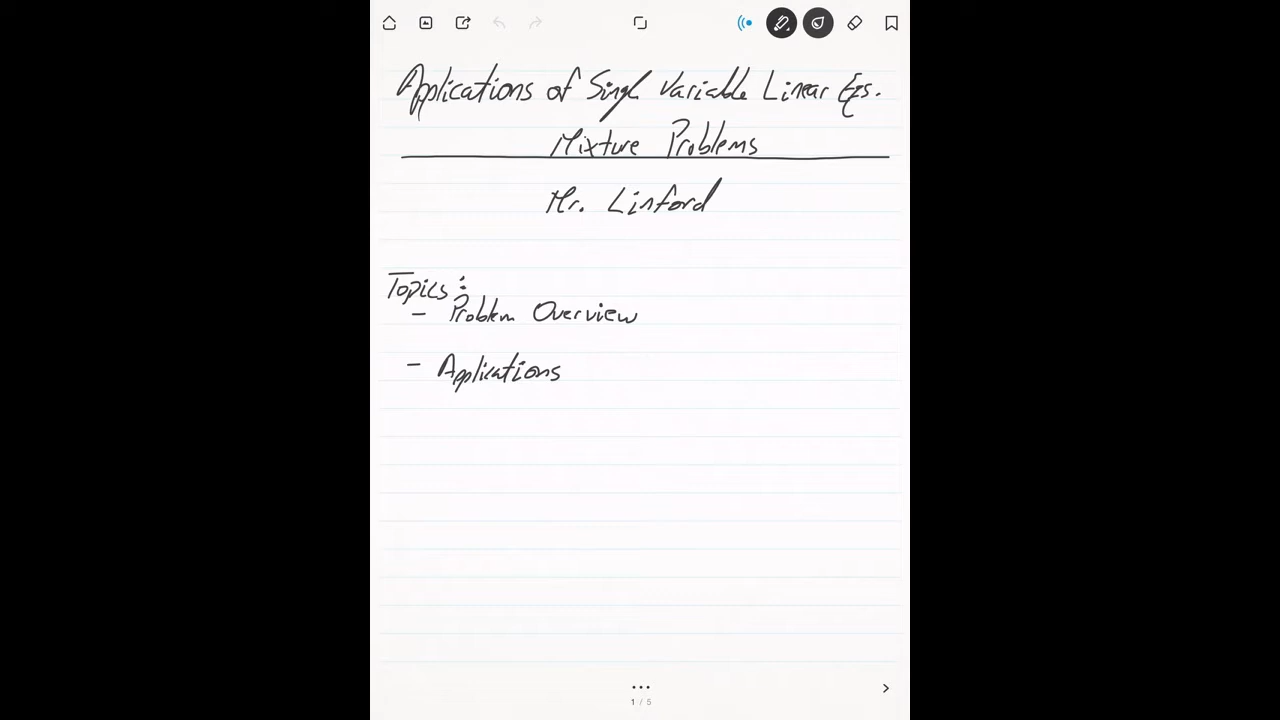 Applications of Single Variable Linear Eqs.
Mixture Problems
Mr. Linford
Topics:
- Problem Overview
- Applications
1 / 5